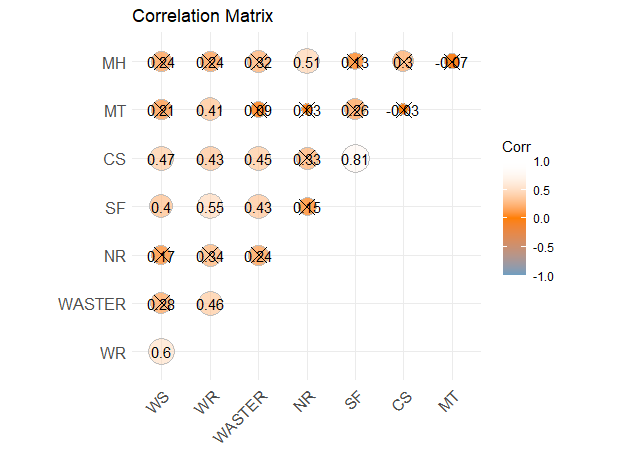 Correlation Matrix
MH 0.24 0.24 0.32 0.51 0.13 0.3 -0.07
MT 0.21 0.41 0.09 0.03 0.26 -0.03
CS 0.47 0.43 0.45 0.33 0.81
SF 0.4 0.55 0.43 0.15
NR 0.17 0.34 0.24
WASTER 0.28 0.46
WR 0.6
WS WR WASTER NR SF CS MT
Corr
1.0
0.5
0.0
-0.5
-1.0